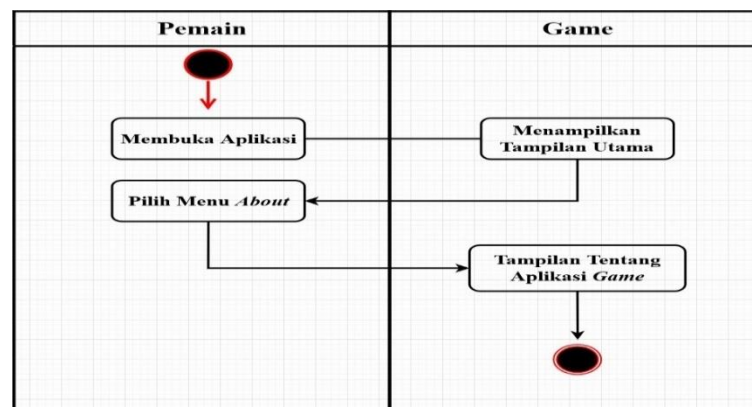 Pemain
Game
Membuka Aplikasi
Menampilkan
Tampilan Utama
Pilih Menu About
Tampilan Tentang
Aplikasi Game